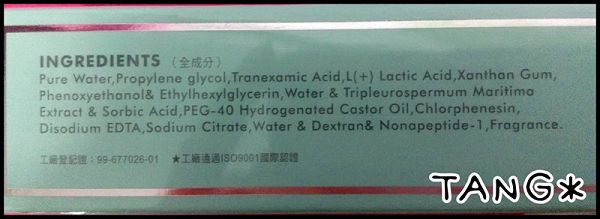 INGREDIENTS（全成分）
Pure Water,Propylene glycol,Tranexamic Acid,L(+) Lactic Acid,Xanthan Gum,
Phenoxyethanol& Ethylhexylglycerin,Water & Tripleurospermum Maritima
Extract & Sorbic Acid,PEG-40 Hydrogenated Castor Oil,Chlorphenesin,
Disodium EDTA,Sodium Citrate,Water & Dextran& Nonapeptide-1,Fragrance.
工廠登記證：99-677026-01 ★工廠通過ISO9001國際認證
TANG*